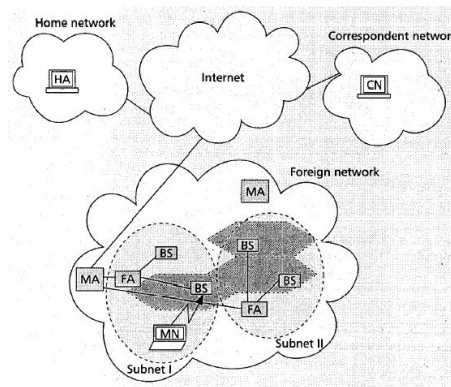 Home network
Correspondent network
HA
Internet
CN
Foreign network
MA
BS
BS
MA
FA
BS
BS
FA
MN
Subnet I
Subnet II